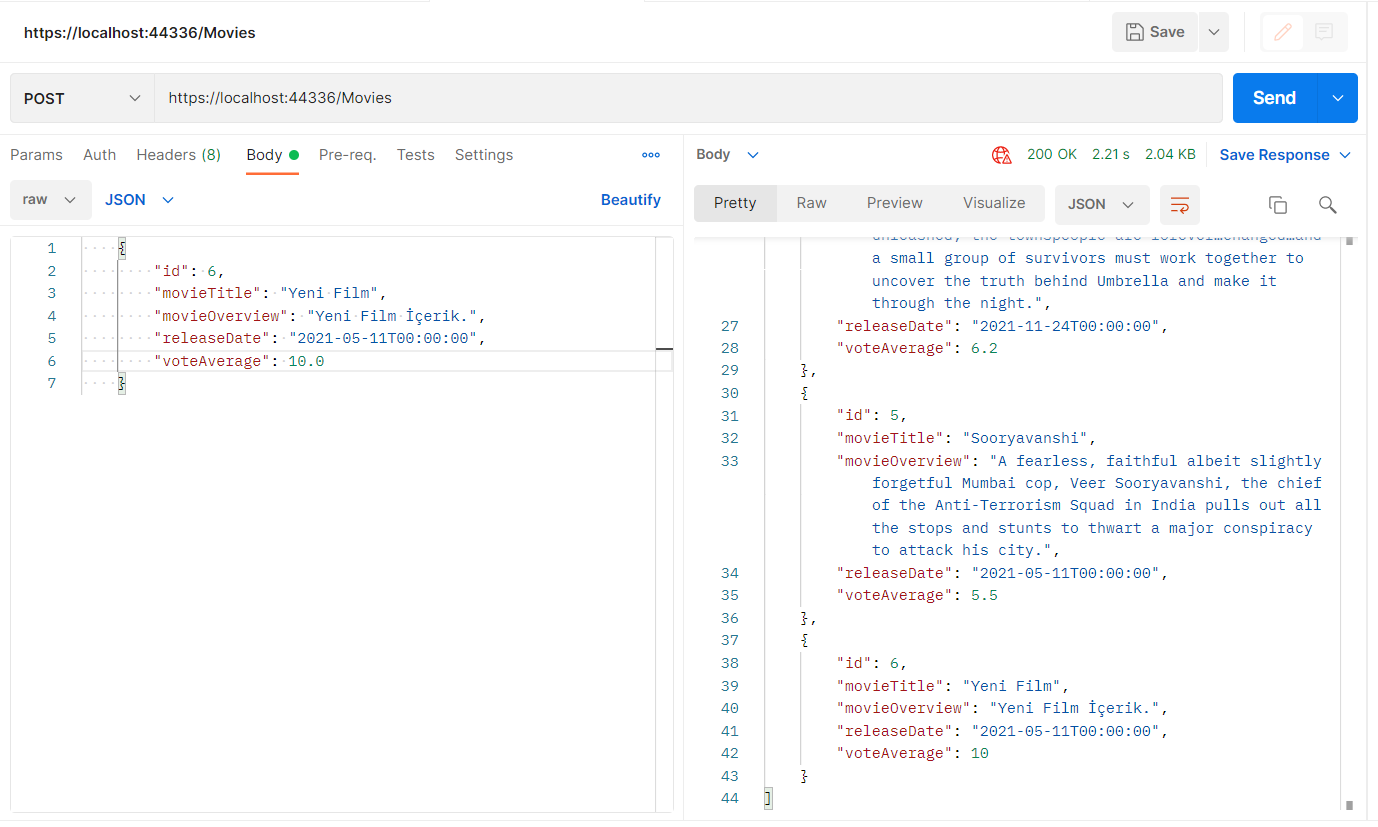 https://localhost:44336/Movies
Save
POST
https://localhost:44336/Movies
Send
Params Auth Headers (8) Body Pre-req. Tests Settings
raw JSON Beautify
1 {
2 "id": 6,
3 "movieTitle": "Yeni Film",
4 "movieOverview": "Yeni Film İçerik.",
5 "releaseDate": "2021-05-11T00:00:00",
6 "voteAverage": 10.0
7 }
Body 200 OK 2.21 s 2.04 KB Save Response
Pretty Raw Preview Visualize JSON
unleashed, the townspeople are forever…changed…and
a small group of survivors must work together to
uncover the truth behind Umbrella and make it
through the night.",
27 "releaseDate": "2021-11-24T00:00:00",
28 "voteAverage": 6.2
29 },
30 {
31 "id": 5,
32 "movieTitle": "Sooryavanshi",
33 "movieOverview": "A fearless, faithful albeit slightly
forgetful Mumbai cop, Veer Sooryavanshi, the chief
of the Anti-Terrorism Squad in India pulls out all
the stops and stunts to thwart a major conspiracy
to attack his city.",
34 "releaseDate": "2021-05-11T00:00:00",
35 "voteAverage": 5.5
36 },
37 {
38 "id": 6,
39 "movieTitle": "Yeni Film",
40 "movieOverview": "Yeni Film İçerik.",
41 "releaseDate": "2021-05-11T00:00:00",
42 "voteAverage": 10
43 }
44 ]